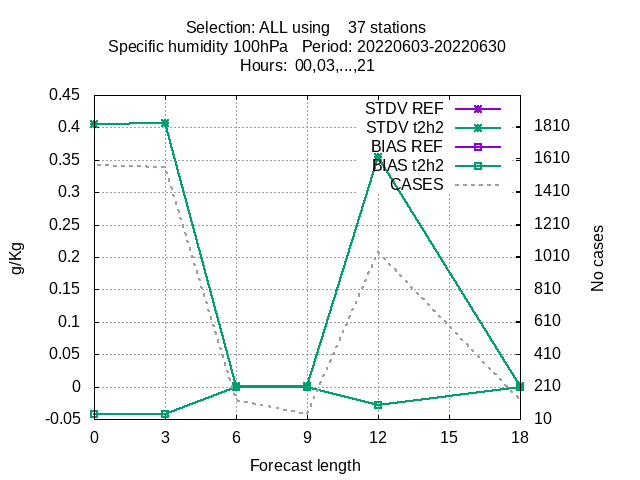 Selection: ALL using    37 stations
Specific humidity 100hPa   Period: 20220603-20220630
Hours: 00,03,...,21
STDV REF
STDV t2h2
BIAS REF
BIAS t2h2
CASES
g/Kg
0.45
0.4
0.35
0.3
0.25
0.2
0.15
0.1
0.05
0
-0.05
No cases
1810
1610
1410
1210
1010
810
610
410
210
10
0 3 6 9 12 15 18
Forecast length